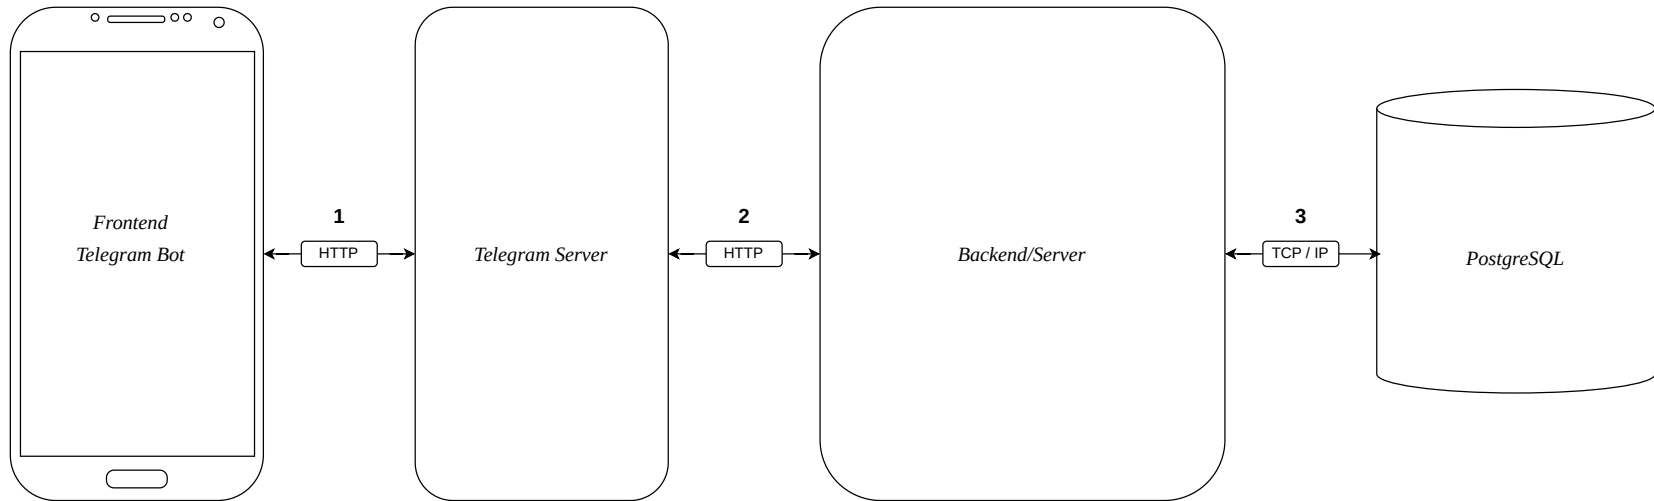 Frontend
Telegram Bot
1
HTTP
Telegram Server
2
HTTP
Backend/Server
3
TCP / IP
PostgreSQL